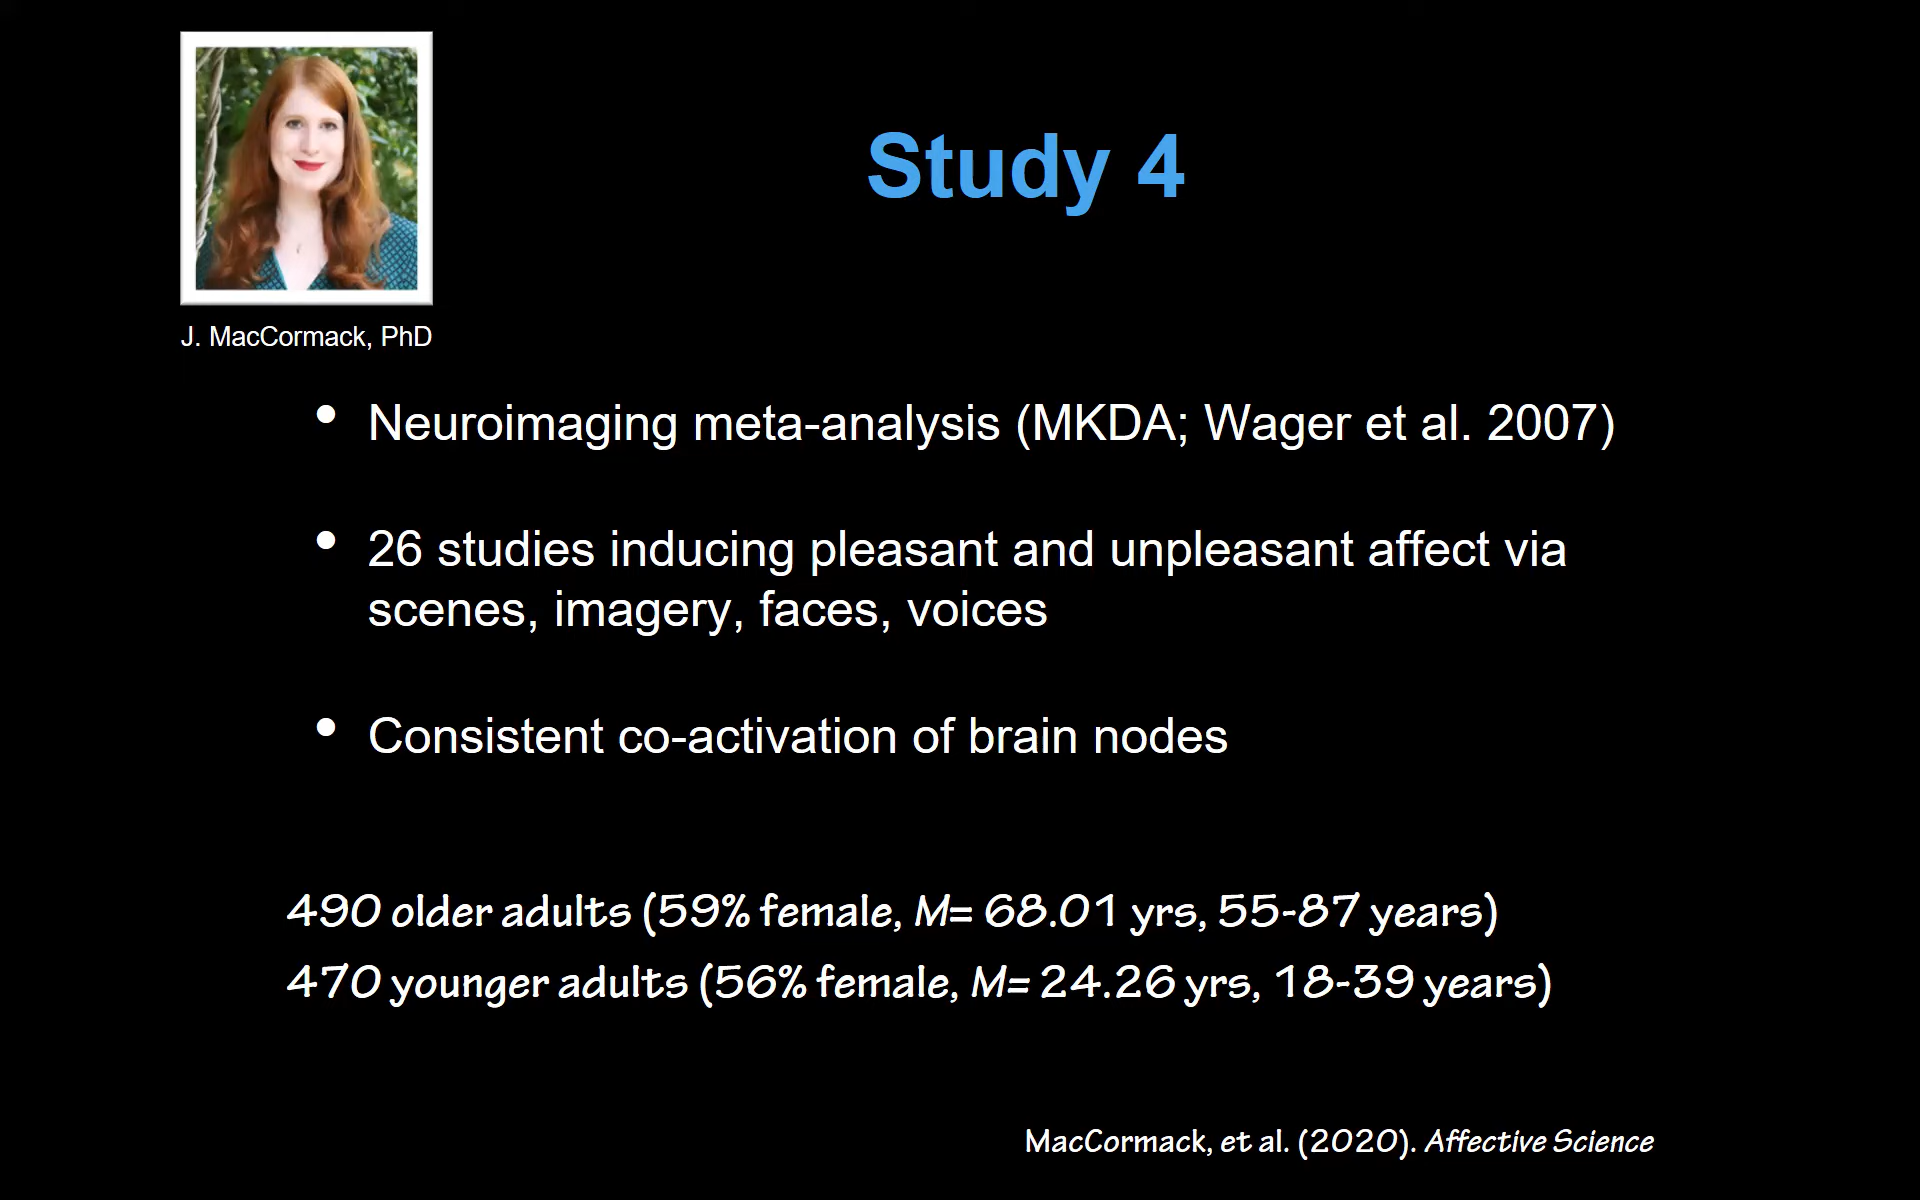 Study 4
J. MacCormack, PhD
• Neuroimaging meta-analysis (MKDA; Wager et al. 2007)
• 26 studies inducing pleasant and unpleasant affect via
scenes, imagery, faces, voices
• Consistent co-activation of brain nodes
490 older adults (59% female, M= 68.01 yrs, 55-87 years)
470 younger adults (56% female, M= 24.26 yrs, 18-39 years)
MacCormack, et al. (2020). Affective Science